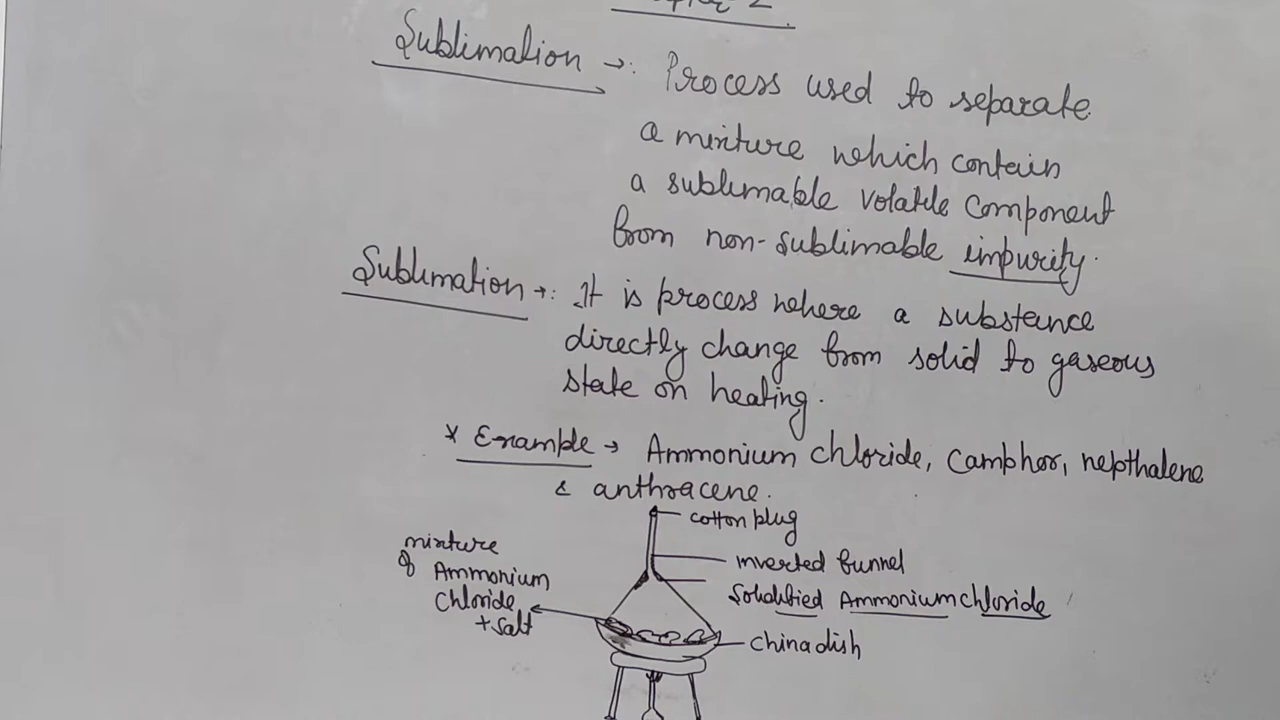 2.
Sublimation →: Process used to separate
a mixture which contain
a sublimable volatile component
from non-sublimable impurity.
Sublimation →: It is process where a substance
directly change from solid to gaseous
state on heating.
* Example → Ammonium chloride, camphor, nepthalene
& anthracene.
cotton plug
inverted funnel
Solidified Ammonium chloride
china dish
mixture
of Ammonium
Chloride
+ salt